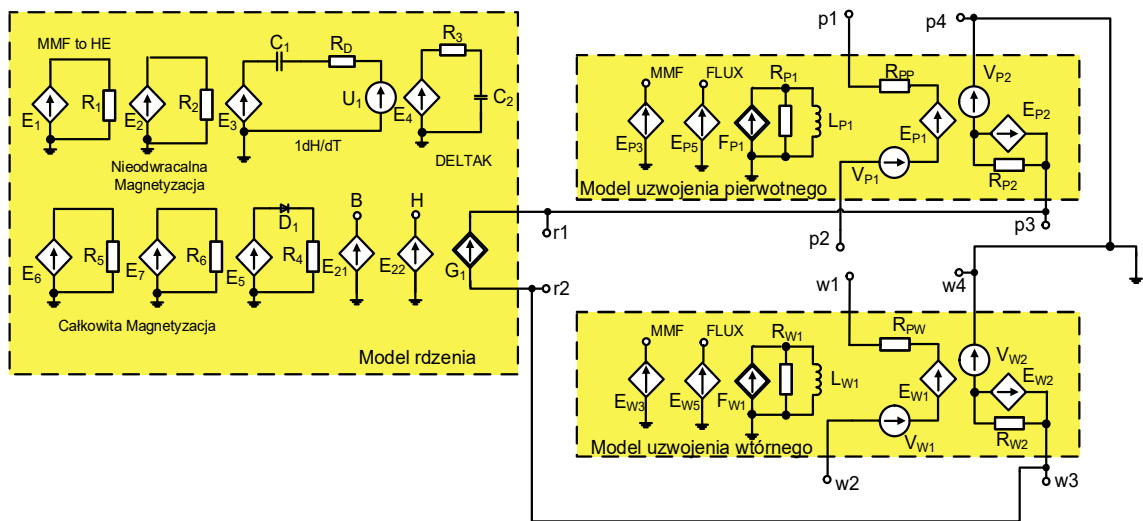 MMF to HE
E1
R1
E2
R2
Nieodwracalna
Magnetyzacja
E3
C1
RD
U1
1dH/dT
E4
R3
C2
DELTAK
E6
R5
E7
R6
Całkowita Magnetyzacja
E5
D1
R4
B
E21
H
E22
G1
Model rdzenia
r1
r2
p1
p4
MMF
FLUX
EP3
EP5
FP1
RP1
LP1
RPP
EP1
VP1
VP2
EP2
RP2
Model uzwojenia pierwotnego
p2
p3
w1
w4
MMF
FLUX
EW3
EW5
FW1
RW1
LW1
RPW
EW1
VW1
VW2
EW2
RW2
Model uzwojenia wtórnego
w2
w3